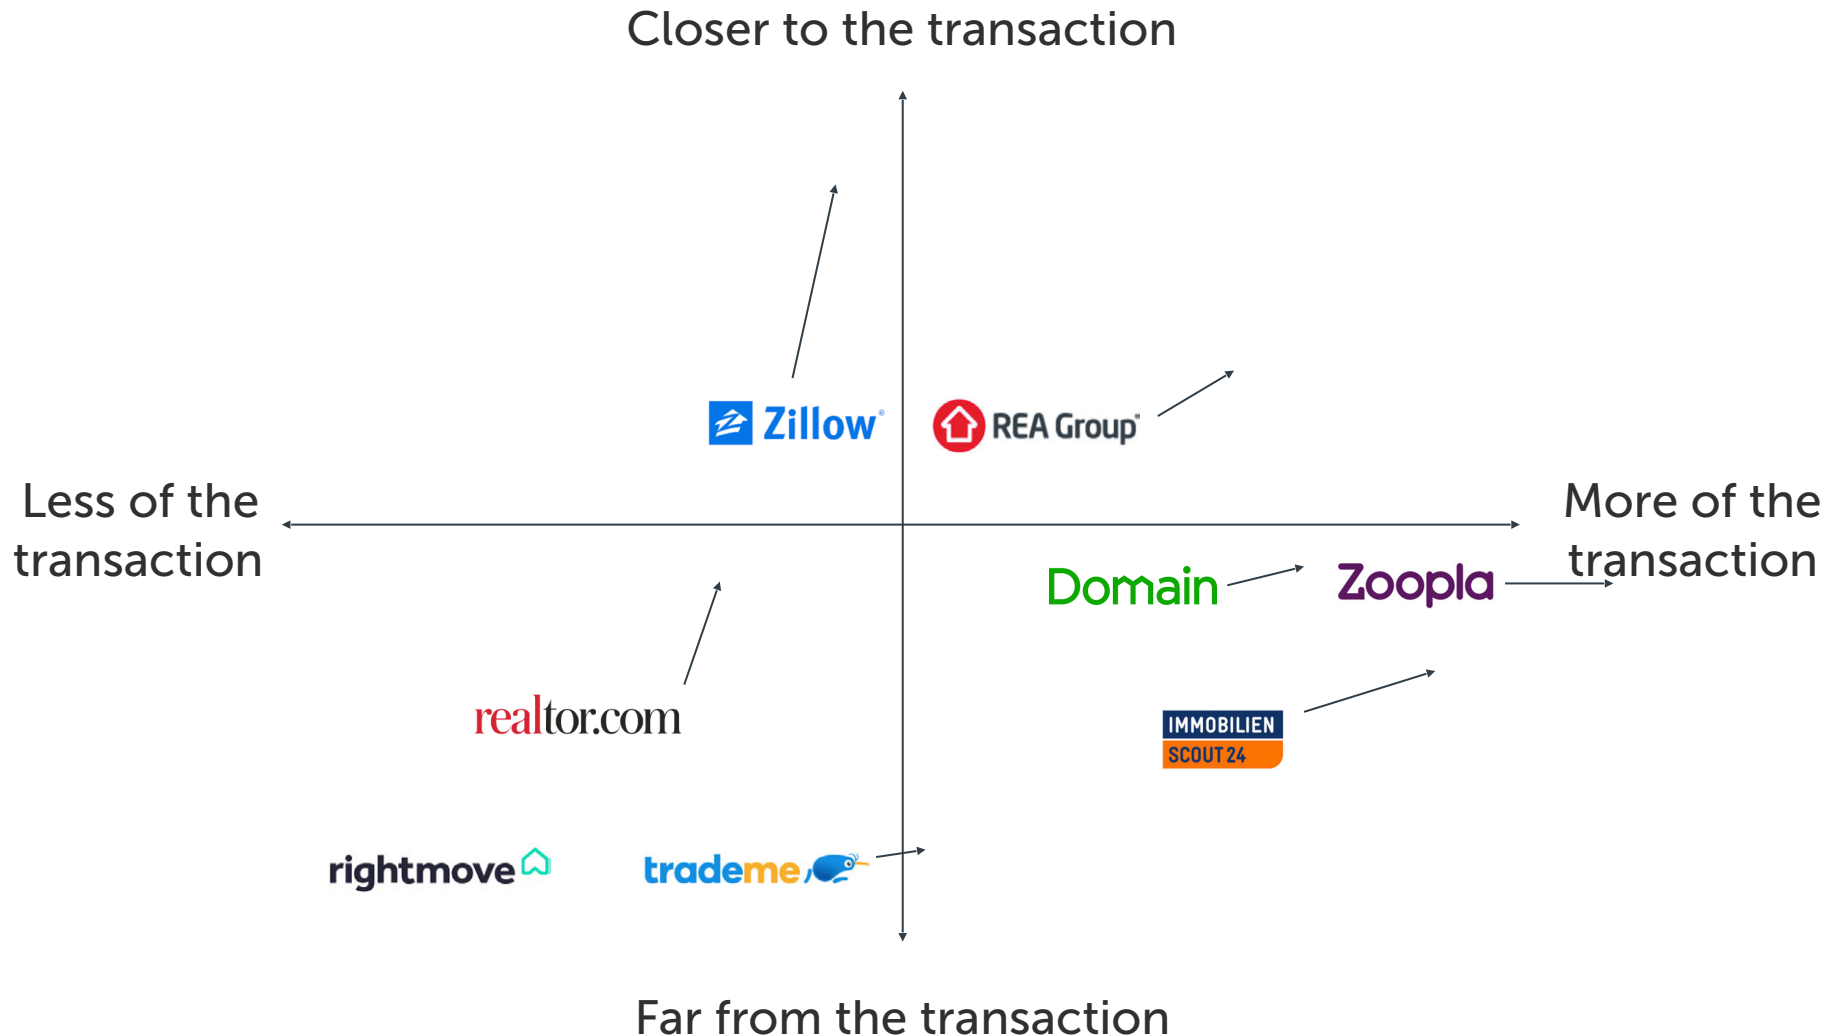 Closer to the transaction
Zillow®
REA Group
Less of the
transaction
More of the
transaction
Domain
Zoopla
realtor.com
IMMOBILIEN
SCOUT 24
rightmove
trademe
Far from the transaction